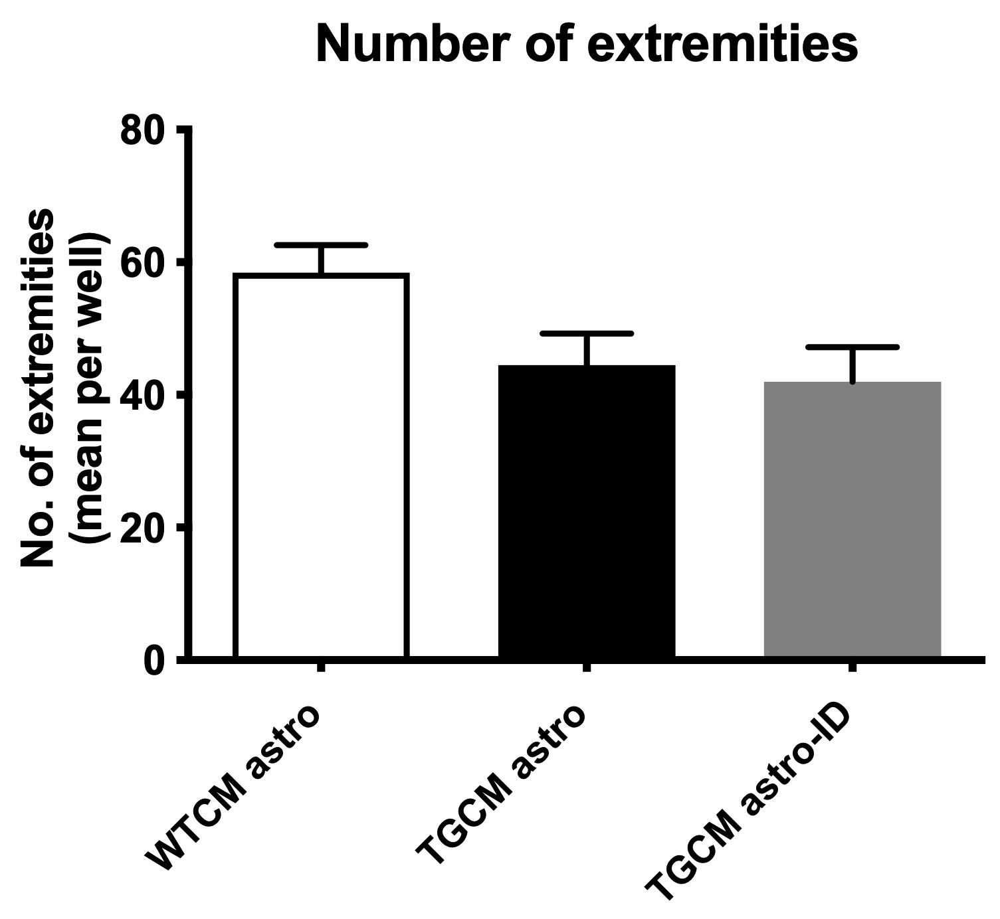 Number of extremities
No. of extremities
(mean per well)
80
60
40
20
0
WTCM astro
TGCM astro
TGCM astro-ID